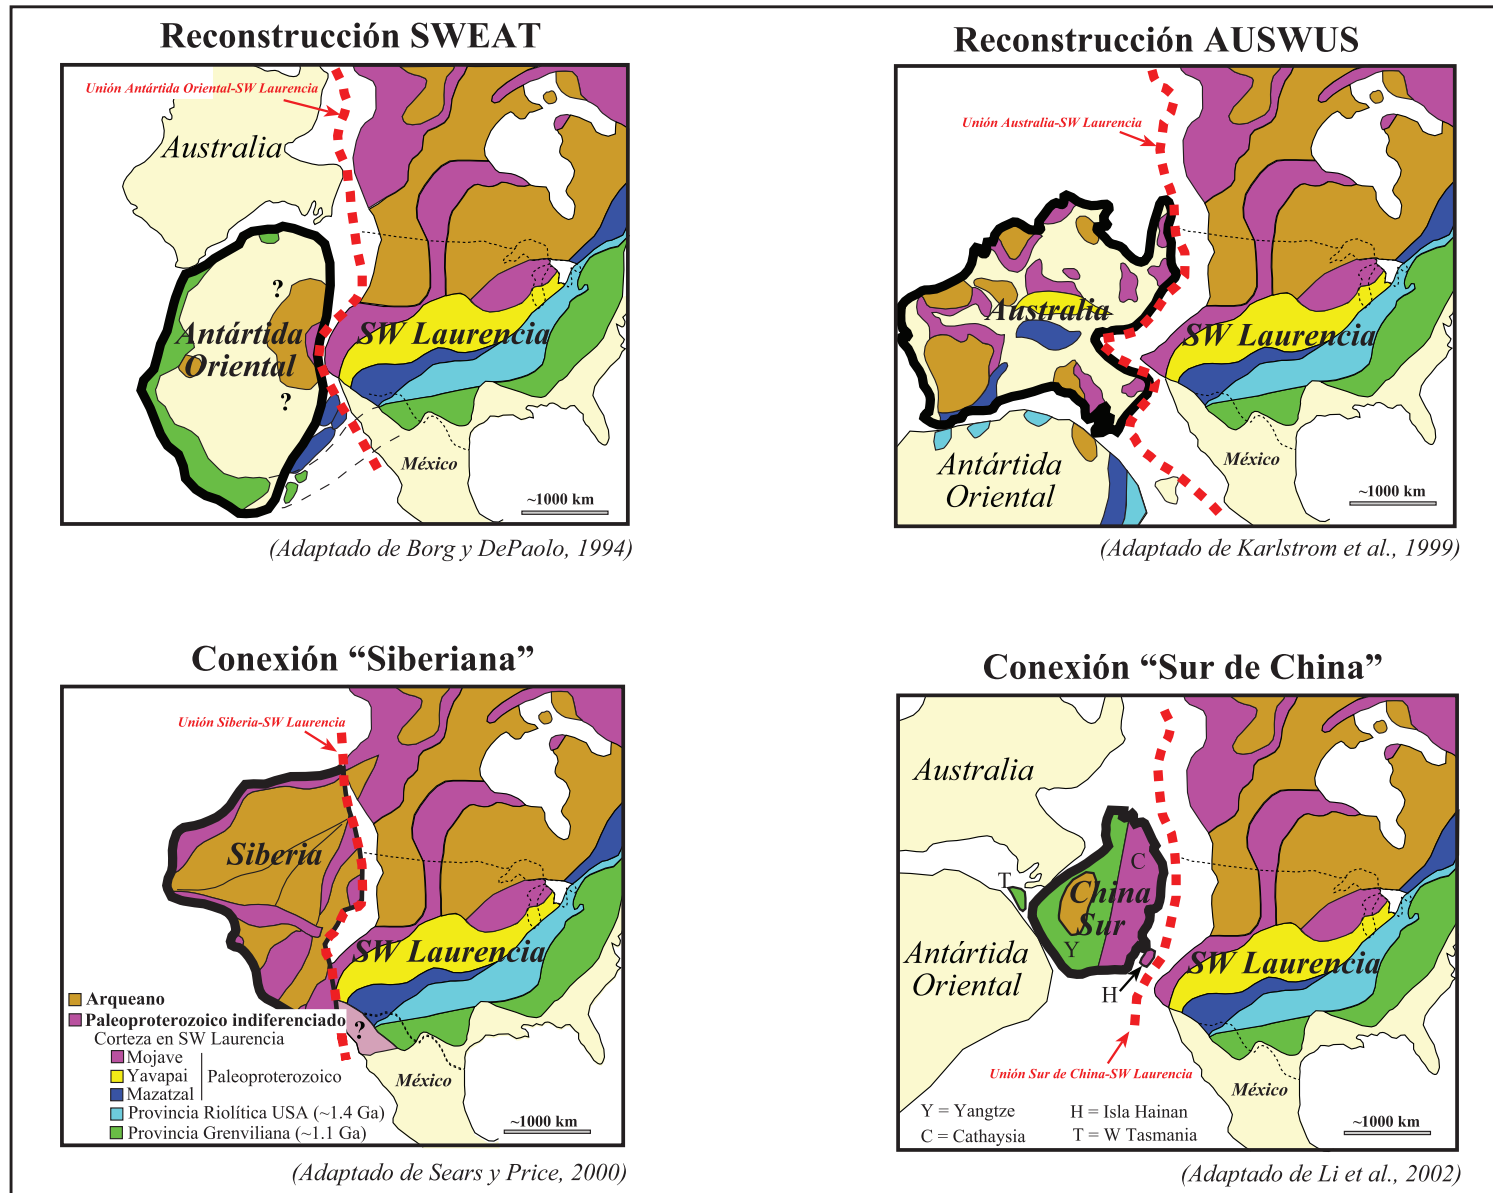 Reconstrucción SWEAT
Unión Antártida Oriental-SW Laurencia
Australia
?
Antártida
Oriental
?
SW Laurencia
México
~1000 km
(Adaptado de Borg y DePaolo, 1994)
Reconstrucción AUSWUS
Unión Australia-SW Laurencia
Australia
SW Laurencia
Antártida
Oriental
México
~1000 km
(Adaptado de Karlstrom et al., 1999)
Conexión “Siberiana”
Unión Siberia-SW Laurencia
Siberia
SW Laurencia
Arqueano
Paleoproterozoico indiferenciado
Corteza en SW Laurencia
Mojave
Yavapai
Paleoproterozoico
Mazatzal
Provincia Riolítica USA (~1.4 Ga)
Provincia Grenviliana (~1.1 Ga)
?
México
~1000 km
(Adaptado de Sears y Price, 2000)
Conexión “Sur de China”
Australia
T
C
China
Sur
Y
H
Antártida
Oriental
SW Laurencia
Unión Sur de China-SW Laurencia
México
Y = Yangtze
H = Isla Hainan
C = Cathaysia
T = W Tasmania
~1000 km
(Adaptado de Li et al., 2002)